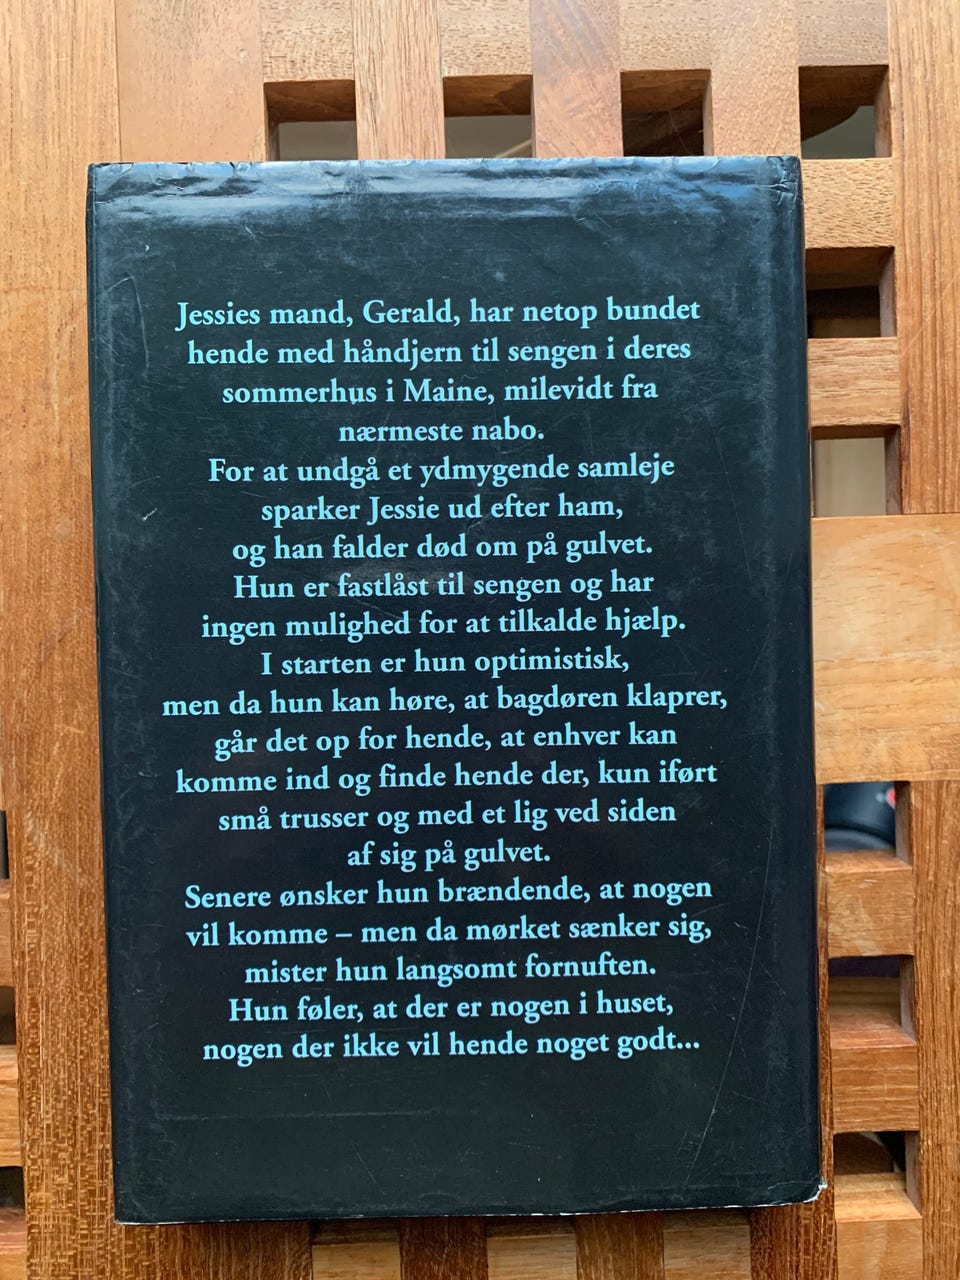 Jessies mand, Gerald, har netop bundet
hende med håndjern til sengen i deres
sommerhus i Maine, milevidt fra
nærmeste nabo.
For at undgå et ydmygende samleje
sparker Jessie ud efter ham,
og han falder død om på gulvet.
Hun er fastlåst til sengen og har
ingen mulighed for at tilkalde hjælp.
I starten er hun optimistisk,
men da hun kan høre, at bagdøren klaprer,
går det op for hende, at enhver kan
komme ind og finde hende der, kun iført
små trusser og med et lig ved siden
af sig på gulvet.
Senere ønsker hun brændende, at nogen
vil komme – men da mørket sænker sig,
mister hun langsomt fornuften.
Hun føler, at der er nogen i huset,
nogen der ikke vil hende noget godt...